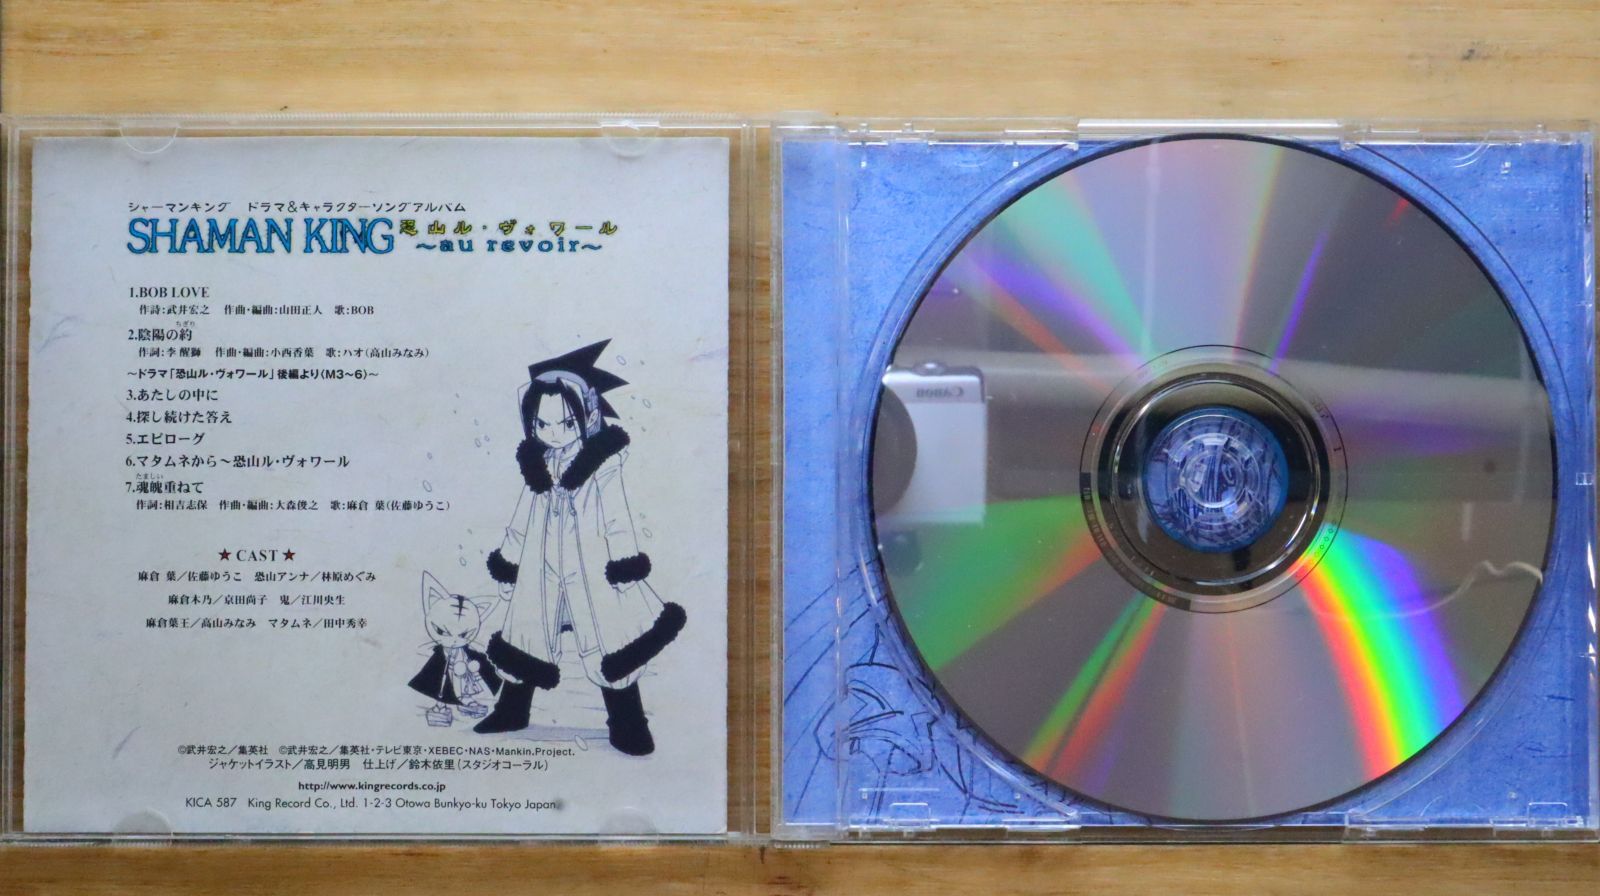 シャーマンキング ドラマ&キャラクターソングアルバム
SHAMAN KING 恐山ル・ヴォワール
～au revoir～
1.BOB LOVE
作詩:武井宏之 作曲・編曲:山田正人 歌:BOB
ちぎり
2.陰陽の約
作詞:李 醒獅 作曲・編曲:小西香葉 歌:ハオ(高山みなみ)
～ドラマ「恐山ル・ヴォワール」後編より(M3～6)～
3.あたしの中に
4.探し続けた答え
5.エピローグ
6.マタムネから～恐山ル・ヴォワール
たましい
7.魂魄重ねて
作詞:相吉志保 作曲・編曲:大森俊之 歌:麻倉 葉(佐藤ゆうこ)
★CAST★
麻倉 葉／佐藤ゆうこ 恐山アンナ／林原めぐみ
麻倉木乃／京田尚子 鬼／江川央生
麻倉葉王／高山みなみ マタムネ／田中秀幸
©武井宏之／集英社 ©武井宏之／集英社・テレビ東京・XEBEC・NAS・Mankin.Project.
ジャケットイラスト／高見明男 仕上げ／鈴木依里(スタジオコーラル)
http://www.kingrecords.co.jp
KICA 587 King Record Co., Ltd. 1-2-3 Otowa Bunkyo-ku Tokyo Japan
Canon